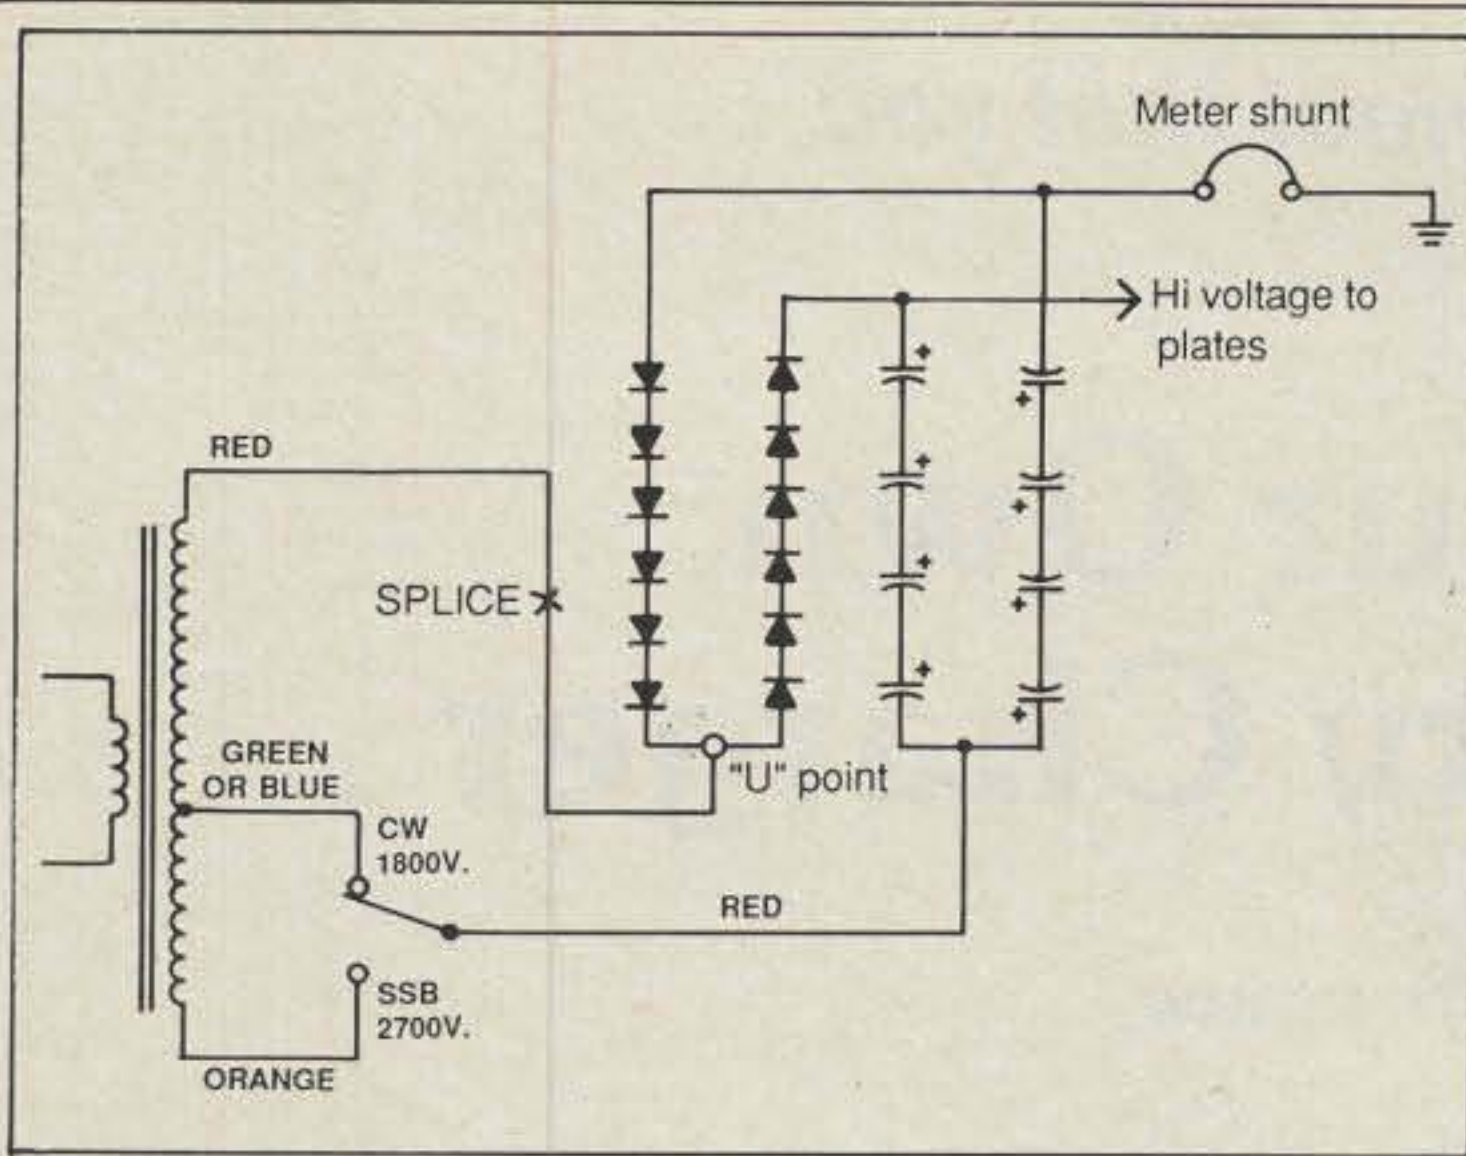 Meter shunt
Hi voltage to
plates
RED
SPLICE
GREEN
OR BLUE
"U" point
CW
1800V.
RED
SSB
2700V.
ORANGE